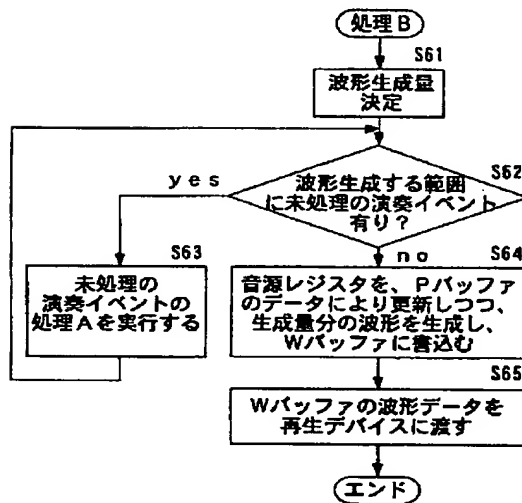 処理B
S61
波形生成量
決定
S62
波形生成する範囲
に未処理の演奏イベント
有り?
yes
no
S63
未処理の
演奏イベントの
処理Aを実行する
S64
音源レジスタを、Pバッファ
のデータにより更新しつつ、
生成量分の波形を生成し、
Wバッファに書込む
S65
Wバッファの波形データを
再生デバイスに渡す
エンド